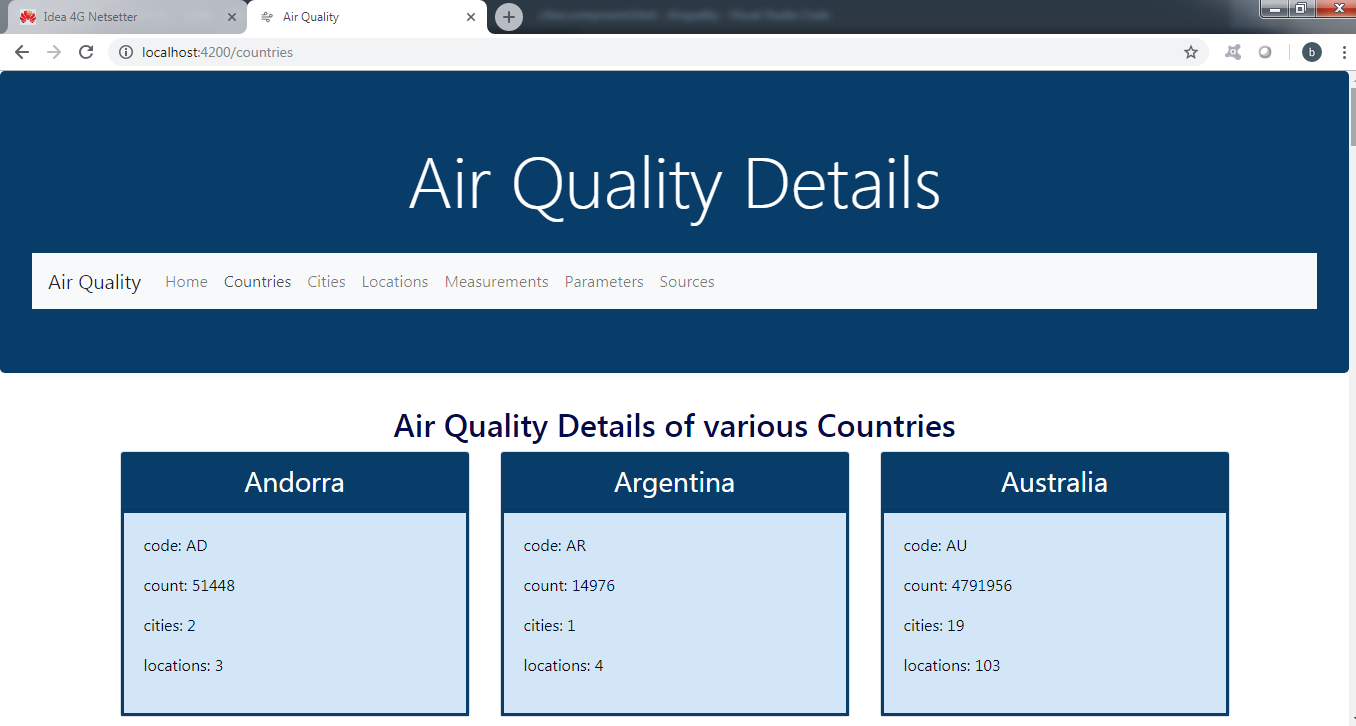 Idea 4G Netsetter
Air Quality
localhost:4200/countries
b
Air Quality Details
Air Quality Home Countries Cities Locations Measurements Parameters Sources
Air Quality Details of various Countries
Andorra
code: AD
count: 51448
cities: 2
locations: 3
Argentina
code: AR
count: 14976
cities: 1
locations: 4
Australia
code: AU
count: 4791956
cities: 19
locations: 103